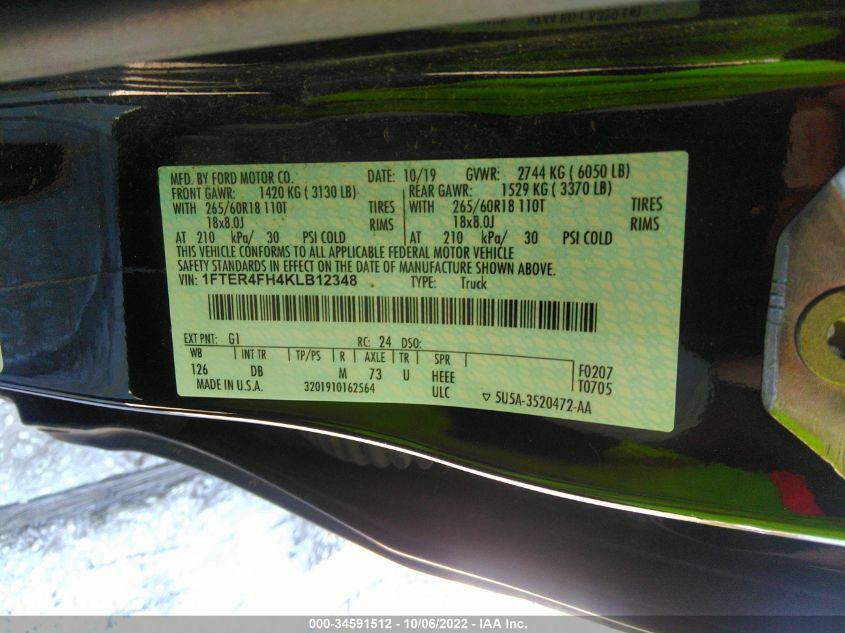 MFD. BY FORD MOTOR CO. DATE: 10/19 GVWR: 2744 KG ( 6050 LB)
FRONT GAWR: 1420 KG ( 3130 LB) REAR GAWR: 1529 KG ( 3370 LB)
WITH 265/60R18 110T TIRES WITH 265/60R18 110T TIRES
18x8.0J RIMS 18x8.0J RIMS
AT 210 kPa/ 30 PSI COLD AT 210 kPa/ 30 PSI COLD
THIS VEHICLE CONFORMS TO ALL APPLICABLE FEDERAL MOTOR VEHICLE
SAFETY STANDARDS IN EFFECT ON THE DATE OF MANUFACTURE SHOWN ABOVE.
VIN: 1FTER4FH4KLB12348 TYPE: Truck
EXT PNT: G1 RC: 24 DSO:
WB INT TR TP/PS R AXLE TR SPR F0207
126 DB M 73 U HEEE T0705
MADE IN U.S.A. 3201910162564 ULC ▽ 5U5A-3520472-AA
000-34591512 - 10/06/2022 - IAA Inc.